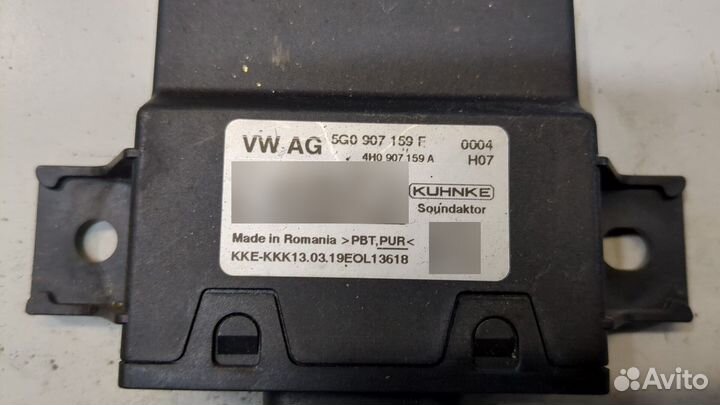 VW AG 5G0 907 159 F 0004
4H0 907 159 A H07
KUHNKE
Soundaktor
Made in Romania >PBT,PUR<
KKE-KKK13.03.19EOL13618
Avito